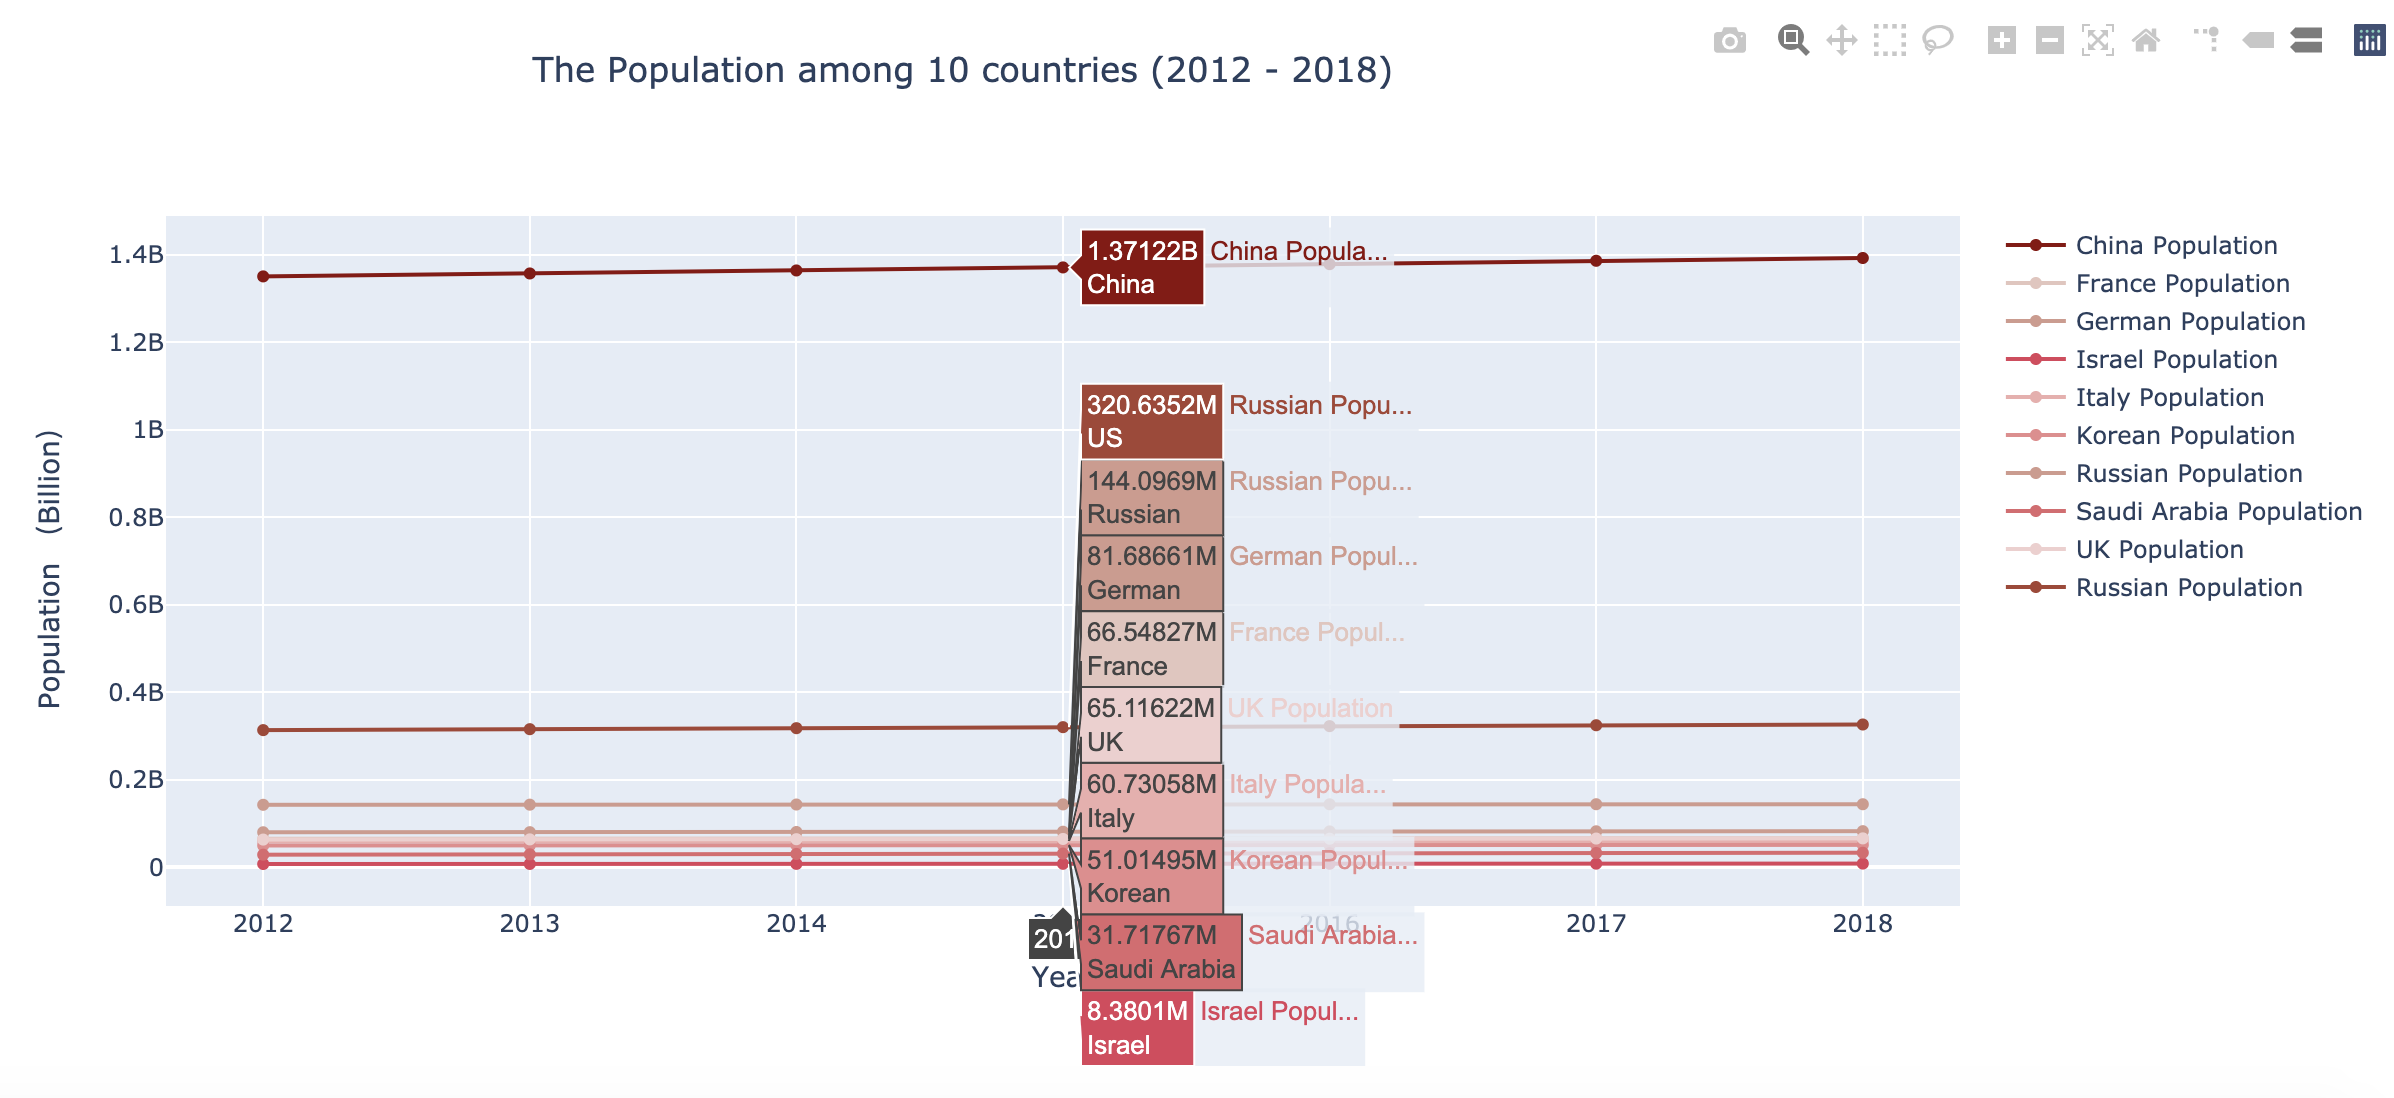 The Population among 10 countries (2012 - 2018)
1.4B
1.2B
1B
0.8B
0.6B
0.4B
0.2B
0
Population (Billion)
1.37122B China Popula...
China
320.6352M Russian Popu...
US
144.0969M Russian Popu...
Russian
81.68661M German Popul...
German
66.54827M France Popul...
France
65.11622M UK Population
UK
60.73058M Italy Popula...
Italy
51.01495M Korean Popul...
Korean
31.71767M Saudi Arabia...
Saudi Arabia
8.3801M Israel Popul...
Israel
2012 2013 2014 2016 2017 2018
China Population
France Population
German Population
Israel Population
Italy Population
Korean Population
Russian Population
Saudi Arabia Population
UK Population
Russian Population